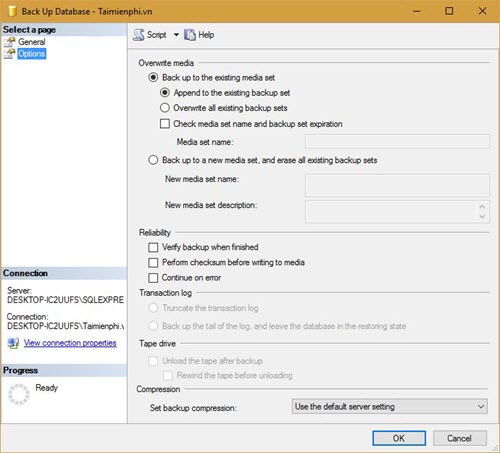 Back Up Database - Taimienphi.vn
Select a page
General
Options
Script
Help
Overwrite media
Back up to the existing media set
Append to the existing backup set
Overwrite all existing backup sets
Check media set name and backup set expiration
Media set name:
Back up to a new media set, and erase all existing backup sets
New media set name:
New media set description:
Reliability
Verify backup when finished
Perform checksum before writing to media
Continue on error
Transaction log
Truncate the transaction log
Back up the tail of the log, and leave the database in the restoring state
Tape drive
Unload the tape after backup
Rewind the tape before unloading
Compression
Set backup compression:
Use the default server setting
Connection
Server:
DESKTOP-IC2UUFS\SQLEXPRE
Connection:
DESKTOP-IC2UUFS\Taimienphi.v
View connection properties
Progress
Ready
OK
Cancel